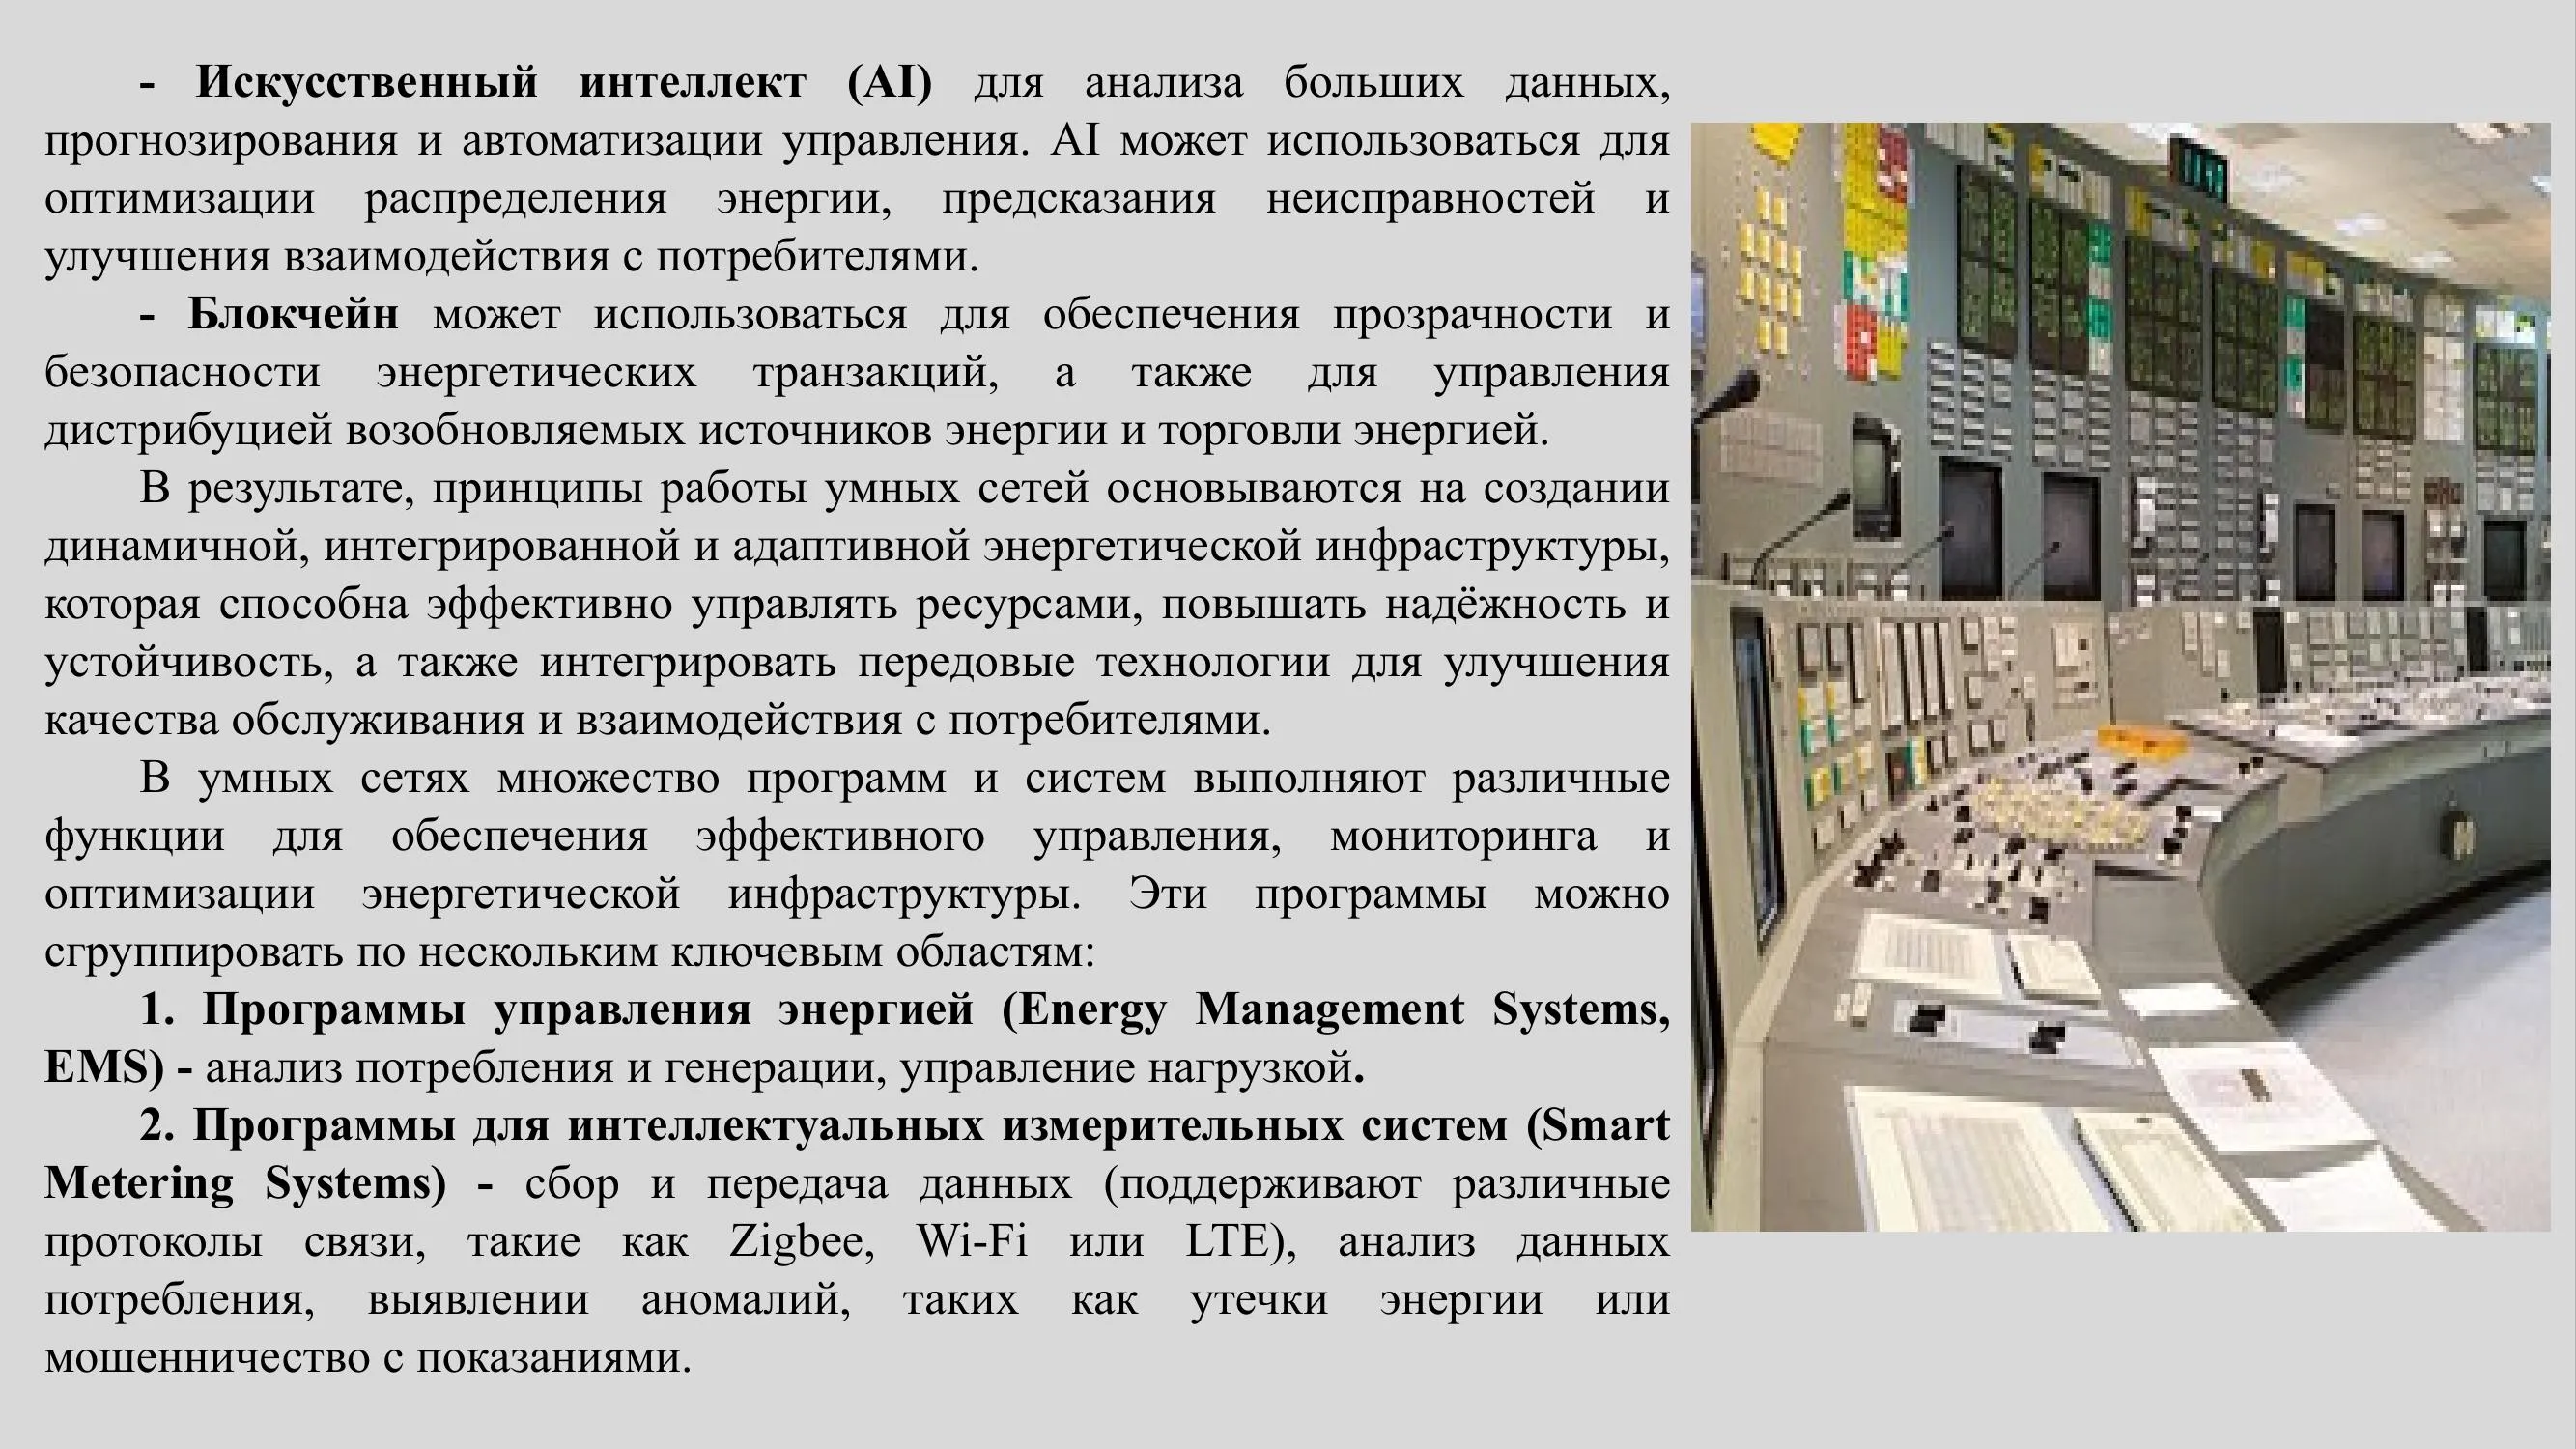 - Искусственный интеллект (AI) для анализа больших данных,
прогнозирования и автоматизации управления. AI может использоваться для
оптимизации распределения энергии, предсказания неисправностей и
улучшения взаимодействия с потребителями.
- Блокчейн может использоваться для обеспечения прозрачности и
безопасности энергетических транзакций, а также для управления
дистрибуцией возобновляемых источников энергии и торговли энергией.
В результате, принципы работы умных сетей основываются на создании
динамичной, интегрированной и адаптивной энергетической инфраструктуры,
которая способна эффективно управлять ресурсами, повышать надёжность и
устойчивость, а также интегрировать передовые технологии для улучшения
качества обслуживания и взаимодействия с потребителями.
В умных сетях множество программ и систем выполняют различные
функции для обеспечения эффективного управления, мониторинга и
оптимизации энергетической инфраструктуры. Эти программы можно
сгруппировать по нескольким ключевым областям:
1. Программы управления энергией (Energy Management Systems,
EMS) - анализ потребления и генерации, управление нагрузкой.
2. Программы для интеллектуальных измерительных систем (Smart
Metering Systems) - сбор и передача данных (поддерживают различные
протоколы связи, такие как Zigbee, Wi-Fi или LTE), анализ данных
потребления, выявлении аномалий, таких как утечки энергии или
мошенничество с показаниями.